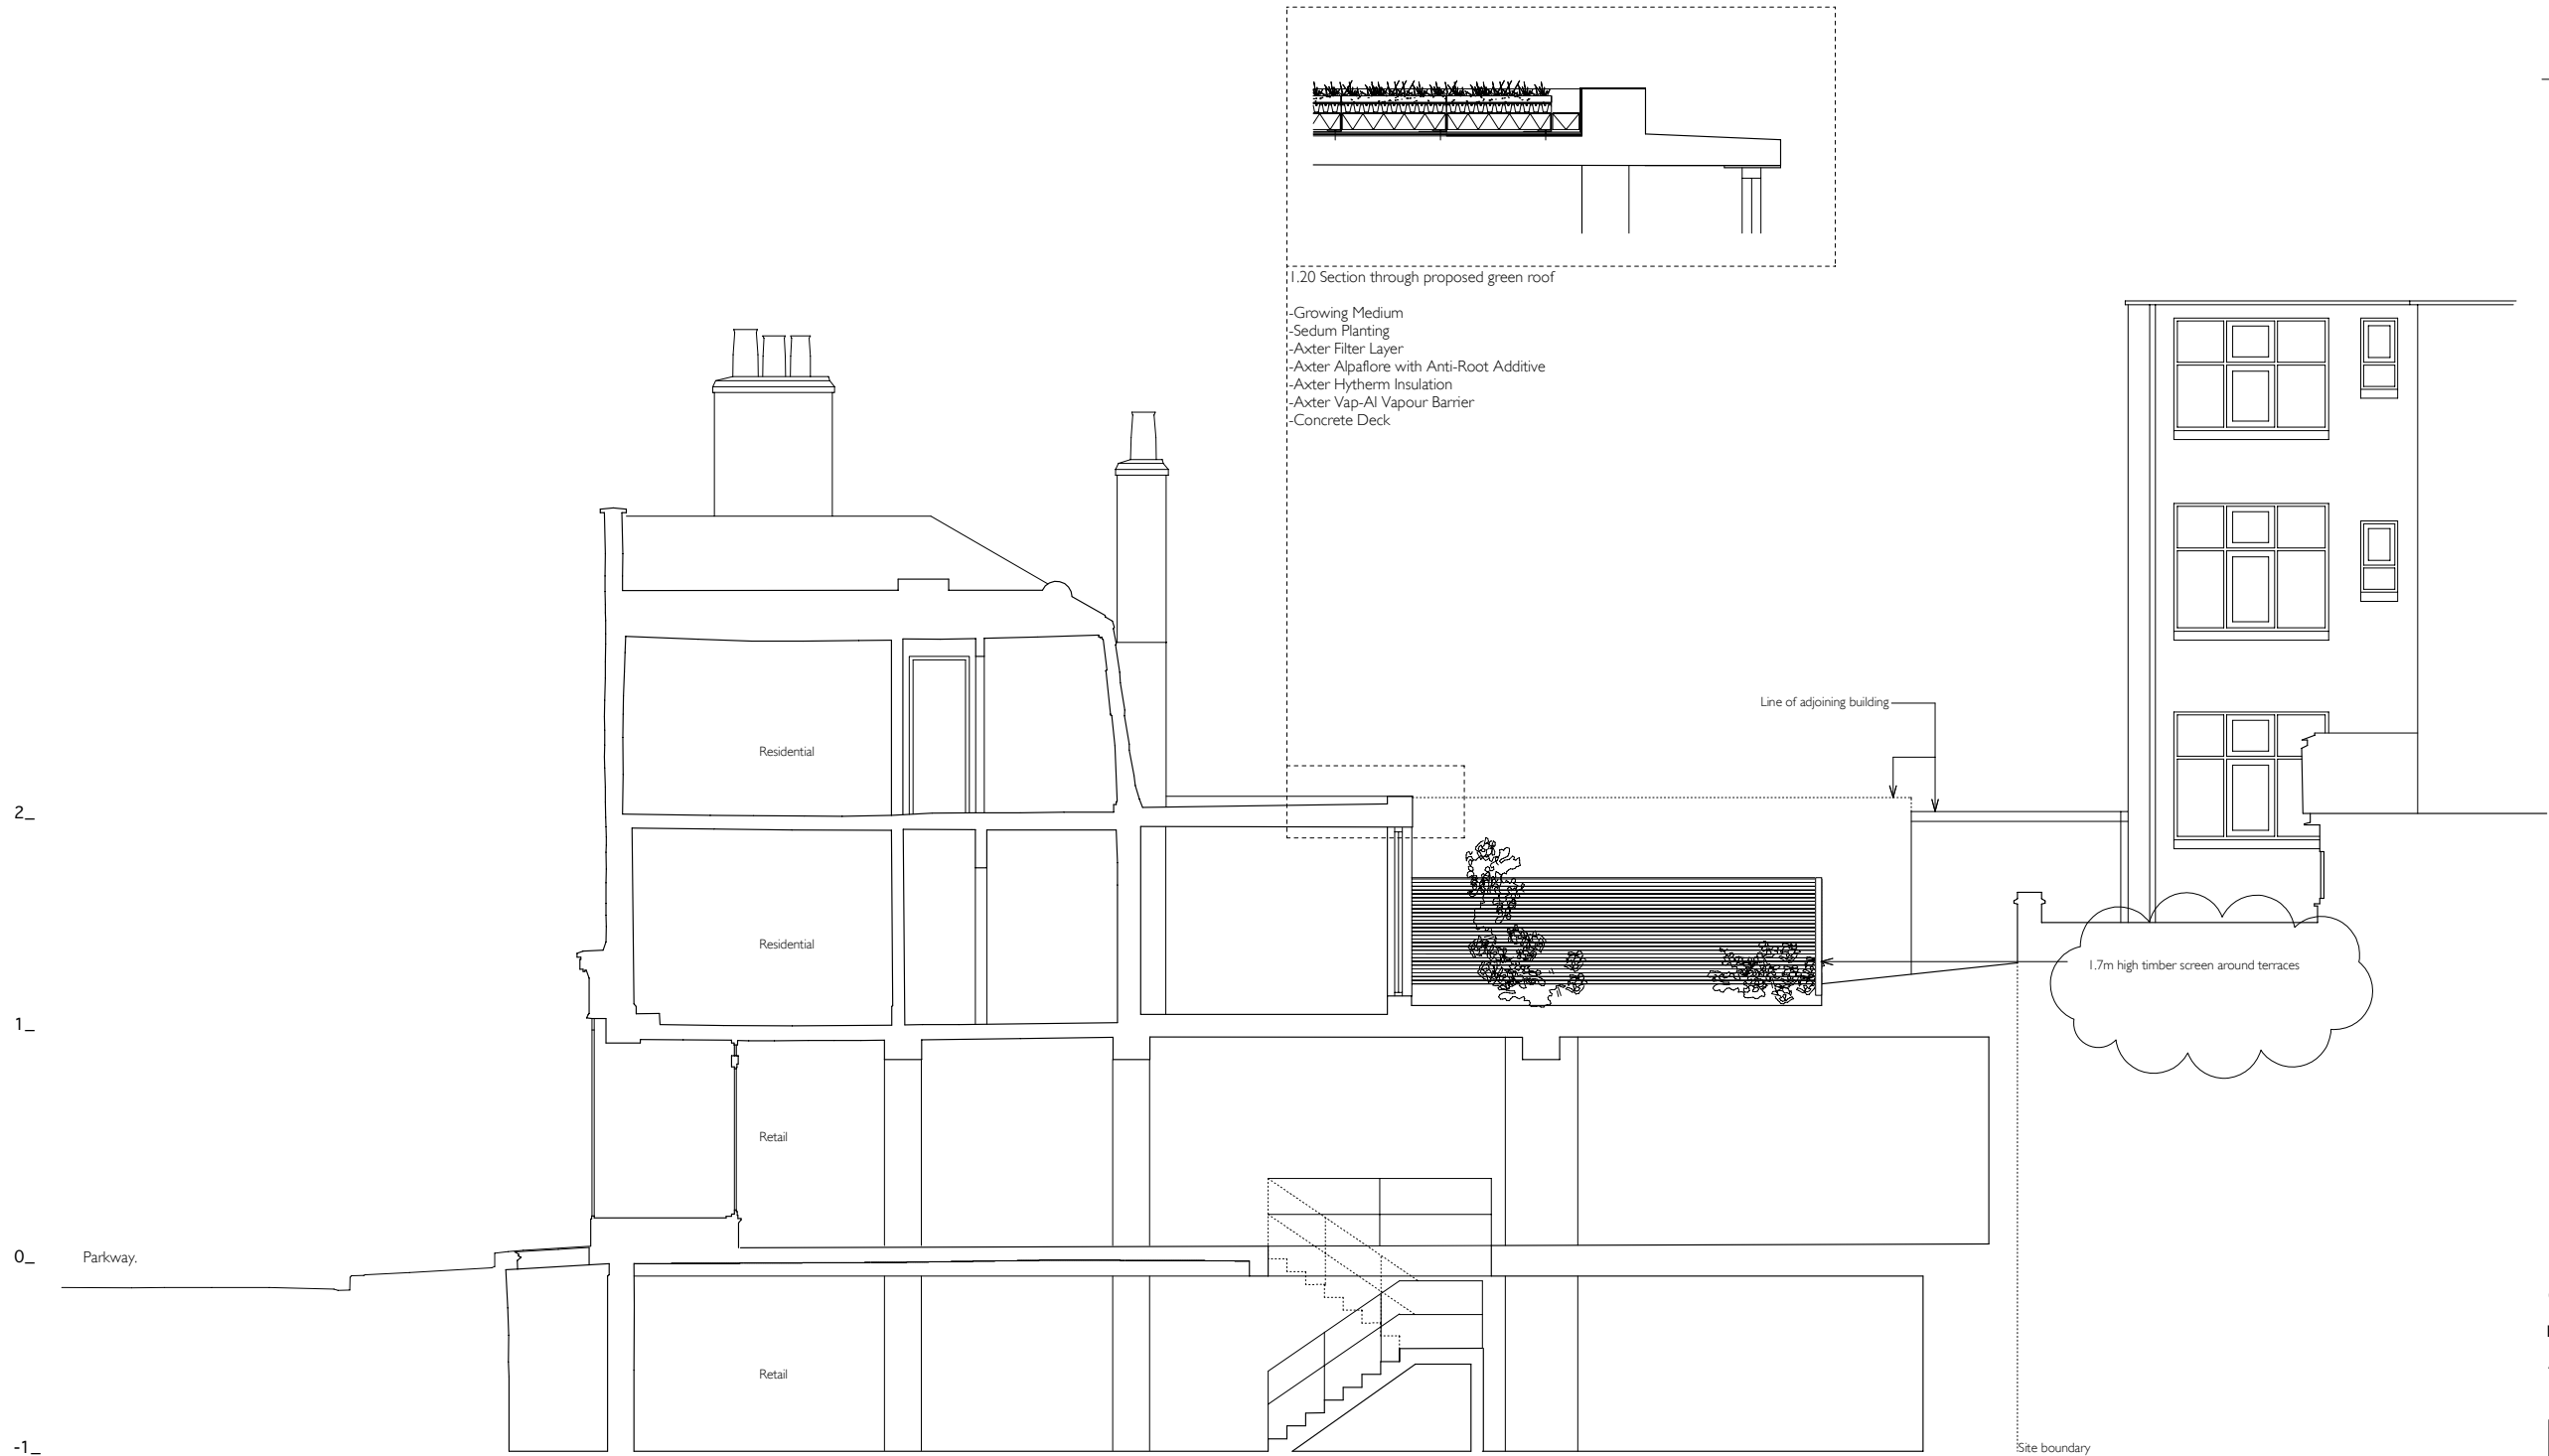 1.20 Section through proposed green roof
-Growing Medium
-Sedum Planting
-Axter Filter Layer
-Axter Alpaflore with Anti-Root Additive
-Axter Hytherm Insulation
-Axter Vap-Al Vapour Barrier
-Concrete Deck
Line of adjoining building
Residential
2_
Residential
1.7m high timber screen around terraces
1_
Retail
0_
Parkway.
Retail
-1_
Site boundary